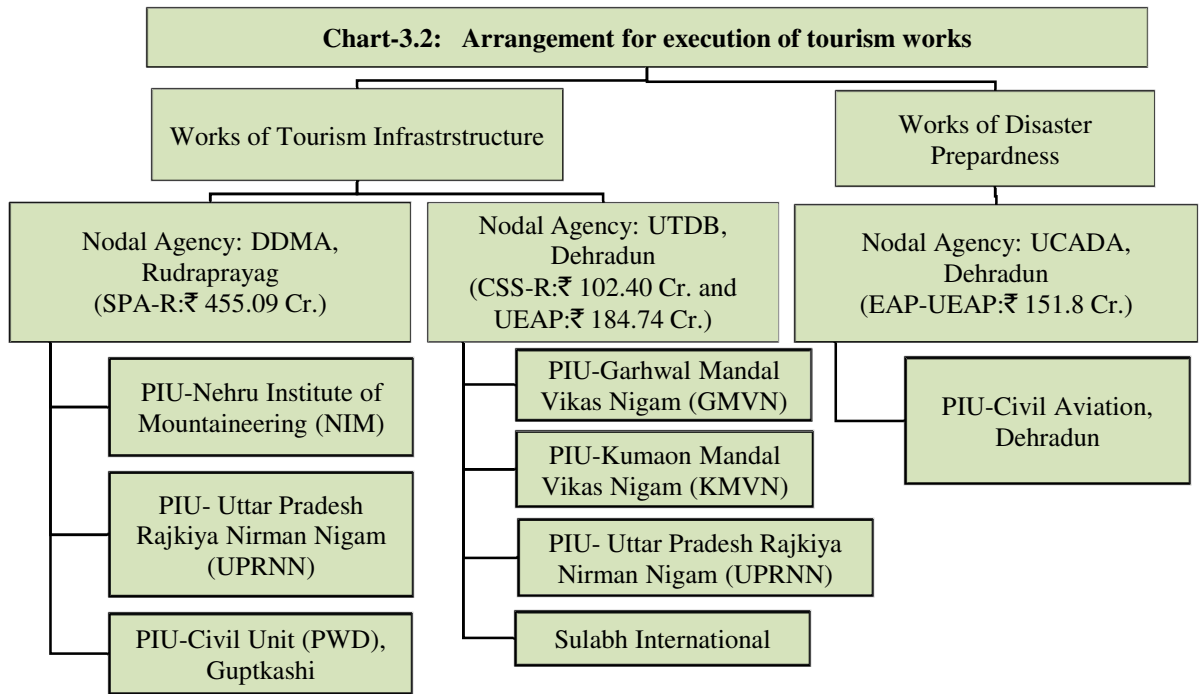 Chart-3.2: Arrangement for execution of tourism works
Works of Tourism Infrastrstructure
Works of Disaster
Prepardness
Nodal Agency: DDMA,
Rudraprayag
(SPA-R:₹ 455.09 Cr.)
Nodal Agency: UTDB,
Dehradun
(CSS-R:₹ 102.40 Cr. and
UEAP:₹ 184.74 Cr.)
Nodal Agency: UCADA,
Dehradun
(EAP-UEAP:₹ 151.8 Cr.)
PIU-Nehru Institute of
Mountaineering (NIM)
PIU- Uttar Pradesh
Rajkiya Nirman Nigam
(UPRNN)
PIU-Civil Unit (PWD),
Guptkashi
PIU-Garhwal Mandal
Vikas Nigam (GMVN)
PIU-Kumaon Mandal
Vikas Nigam (KMVN)
PIU- Uttar Pradesh Rajkiya
Nirman Nigam (UPRNN)
Sulabh International
PIU-Civil Aviation,
Dehradun